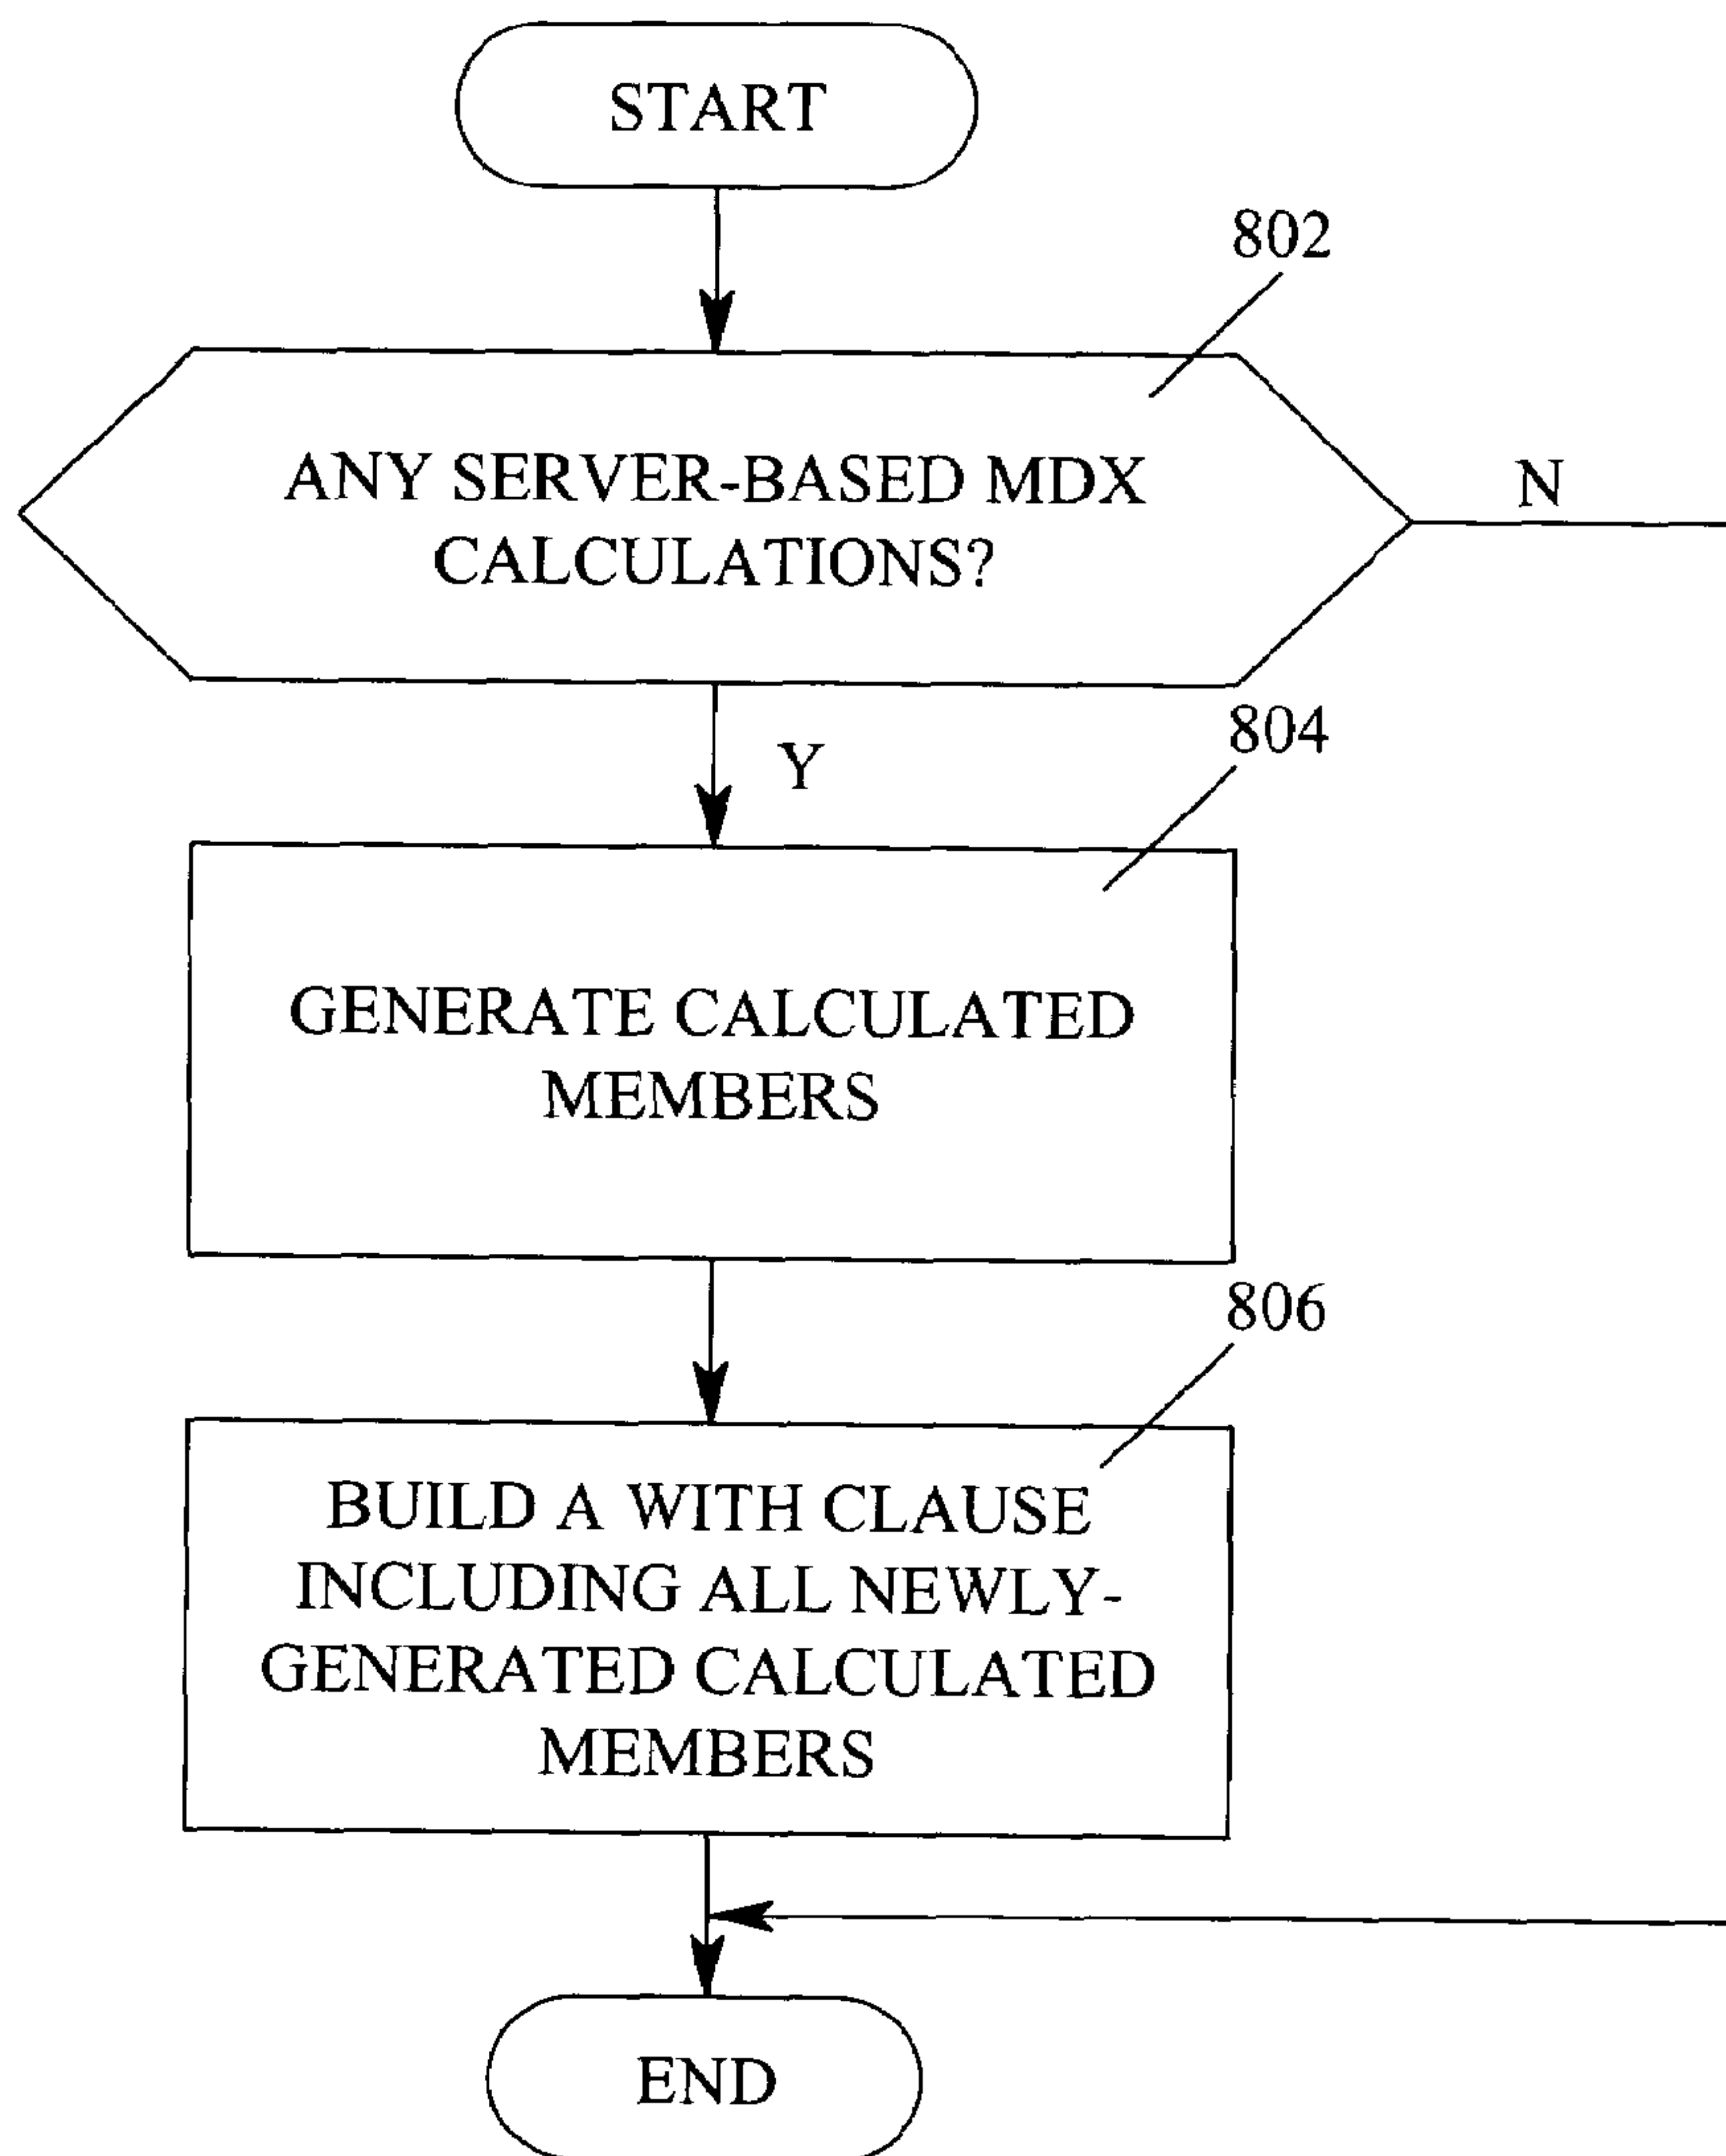 START
802
ANY SERVER-BASED MDX
CALCULATIONS?
N
Y
804
GENERATE CALCULATED
MEMBERS
806
BUILD A WITH CLAUSE
INCLUDING ALL NEWLY-
GENERATED CALCULATED
MEMBERS
END